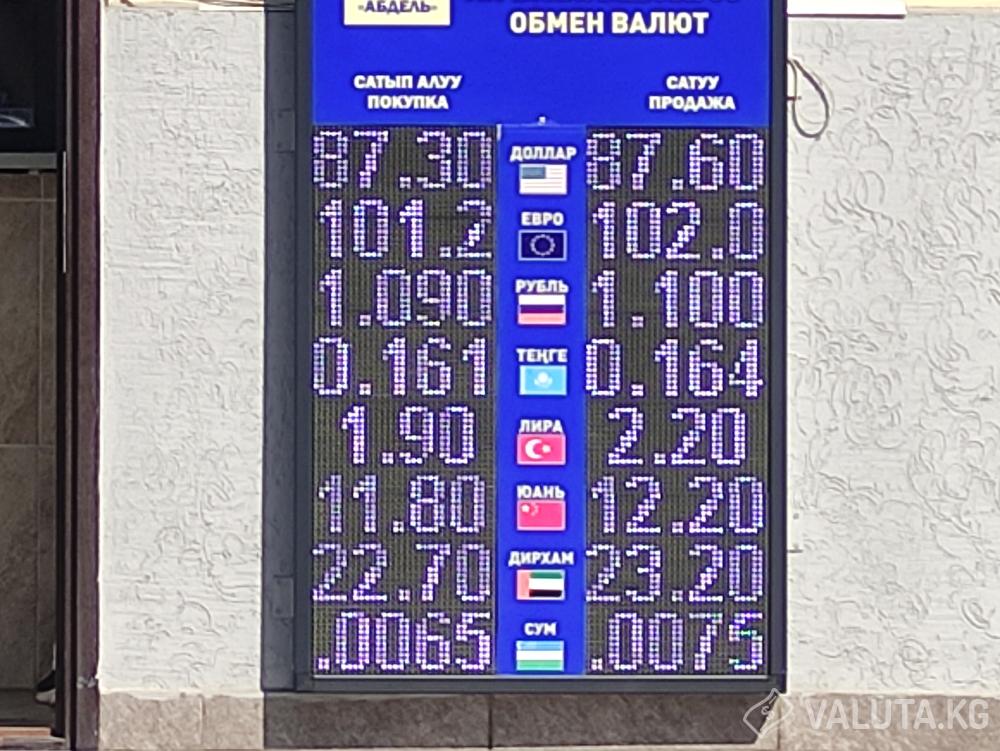 «АБДЕЛЬ»
ОБМЕН ВАЛЮТ
САТЫП АЛУУ САТУУ
ПОКУПКА ПРОДАЖА
87.30 ДОЛЛАР 87.60
101.2 ЕВРО 102.0
1.090 РУБЛЬ 1.100
0.161 ТЕҢГЕ 0.164
1.90 ЛИРА 2.20
11.80 ЮАНЬ 12.20
22.70 ДИРХАМ 23.20
.0065 СУМ .0075
VALUTA.KG